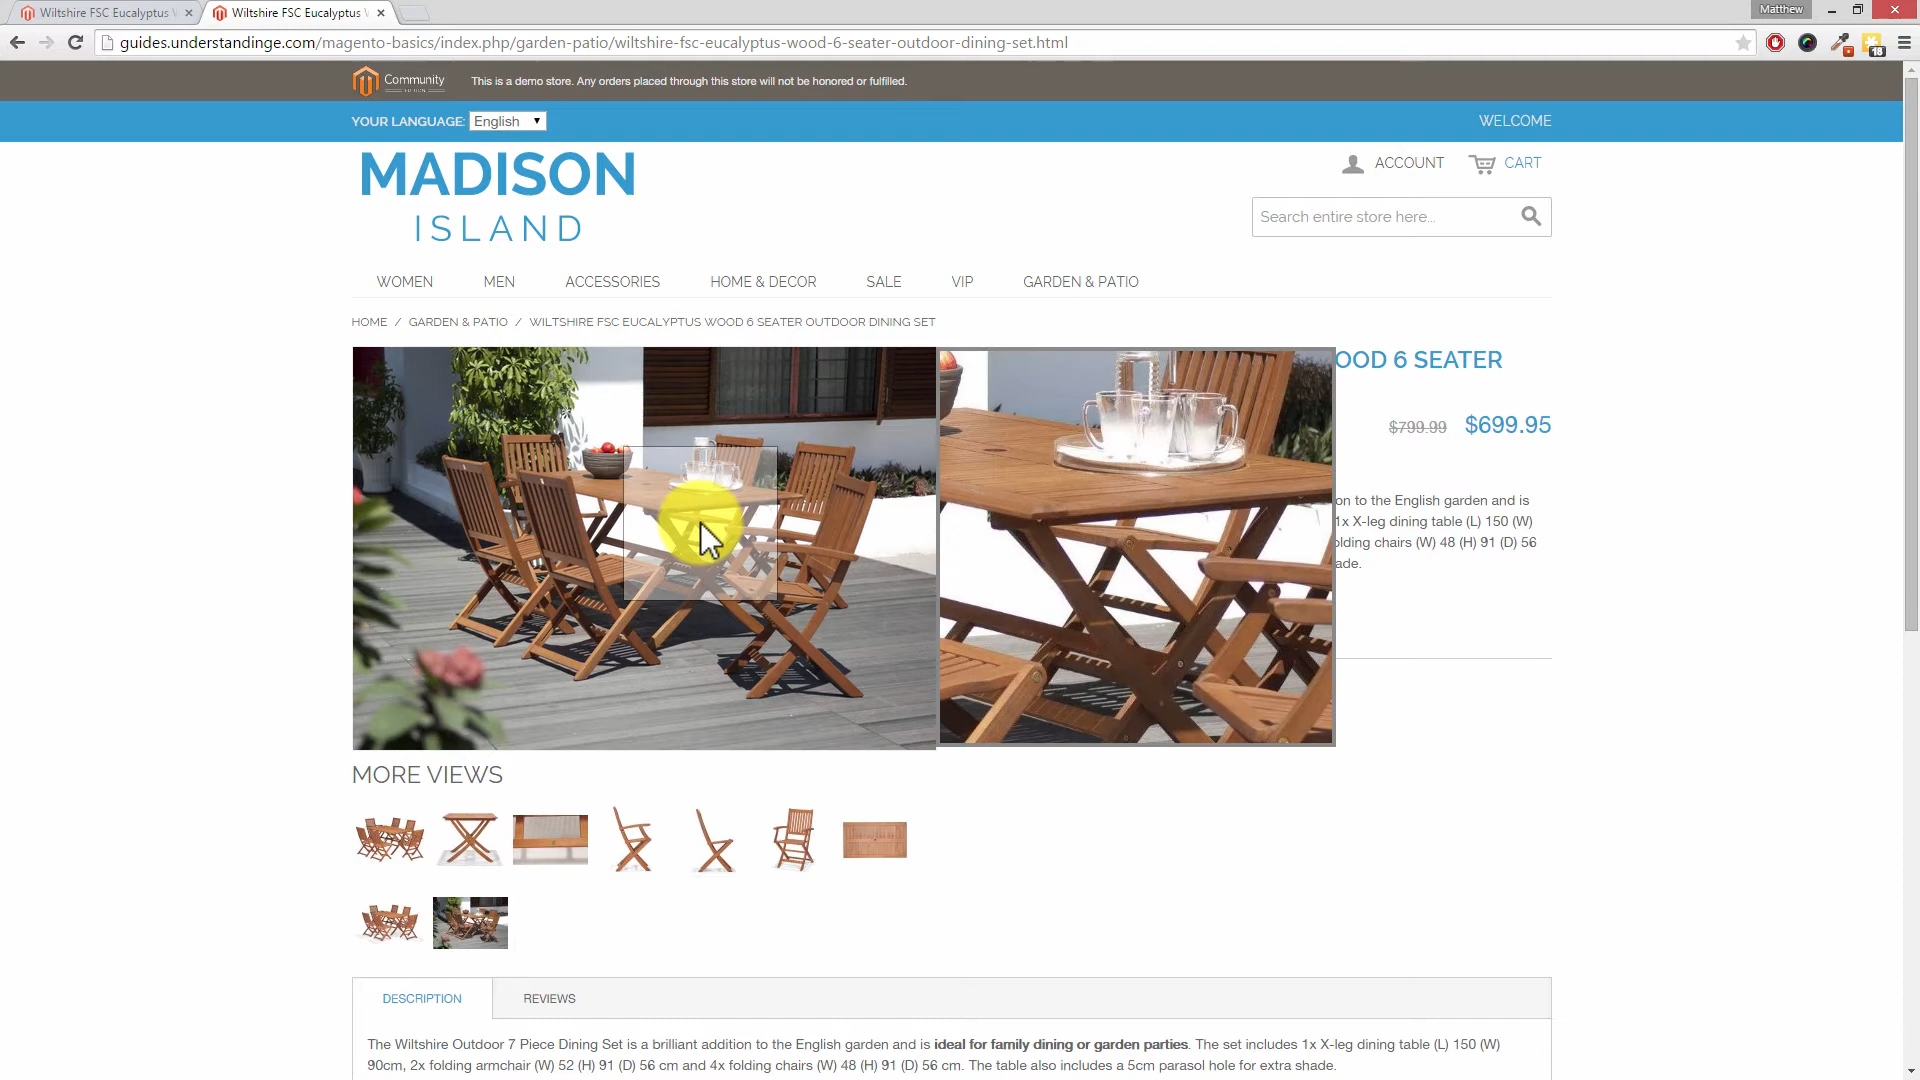 Wiltshire FSC Eucalyptus
Wiltshire FSC Eucalyptus
Matthew
guides.understandinge.com/magento-basics/index.php/garden-patio/wiltshire-fsc-eucalyptus-wood-6-seater-outdoor-dining-set.html
18
Community
This is a demo store. Any orders placed through this store will not be honored or fulfilled.
YOUR LANGUAGE: English
WELCOME
MADISON
ISLAND
ACCOUNT
CART
Search entire store here...
WOMEN MEN ACCESSORIES HOME & DECOR SALE VIP GARDEN & PATIO
HOME / GARDEN & PATIO / WILTSHIRE FSC EUCALYPTUS WOOD 6 SEATER OUTDOOR DINING SET
OOD 6 SEATER
$799.99 $699.95
on to the English garden and is
1x X-leg dining table (L) 150 (W)
olding chairs (W) 48 (H) 91 (D) 56
ade.
MORE VIEWS
DESCRIPTION
REVIEWS
The Wiltshire Outdoor 7 Piece Dining Set is a brilliant addition to the English garden and is ideal for family dining or garden parties. The set includes 1x X-leg dining table (L) 150 (W)
90cm, 2x folding armchair (W) 52 (H) 91 (D) 56 cm and 4x folding chairs (W) 48 (H) 91 (D) 56 cm. The table also includes a 5cm parasol hole for extra shade.